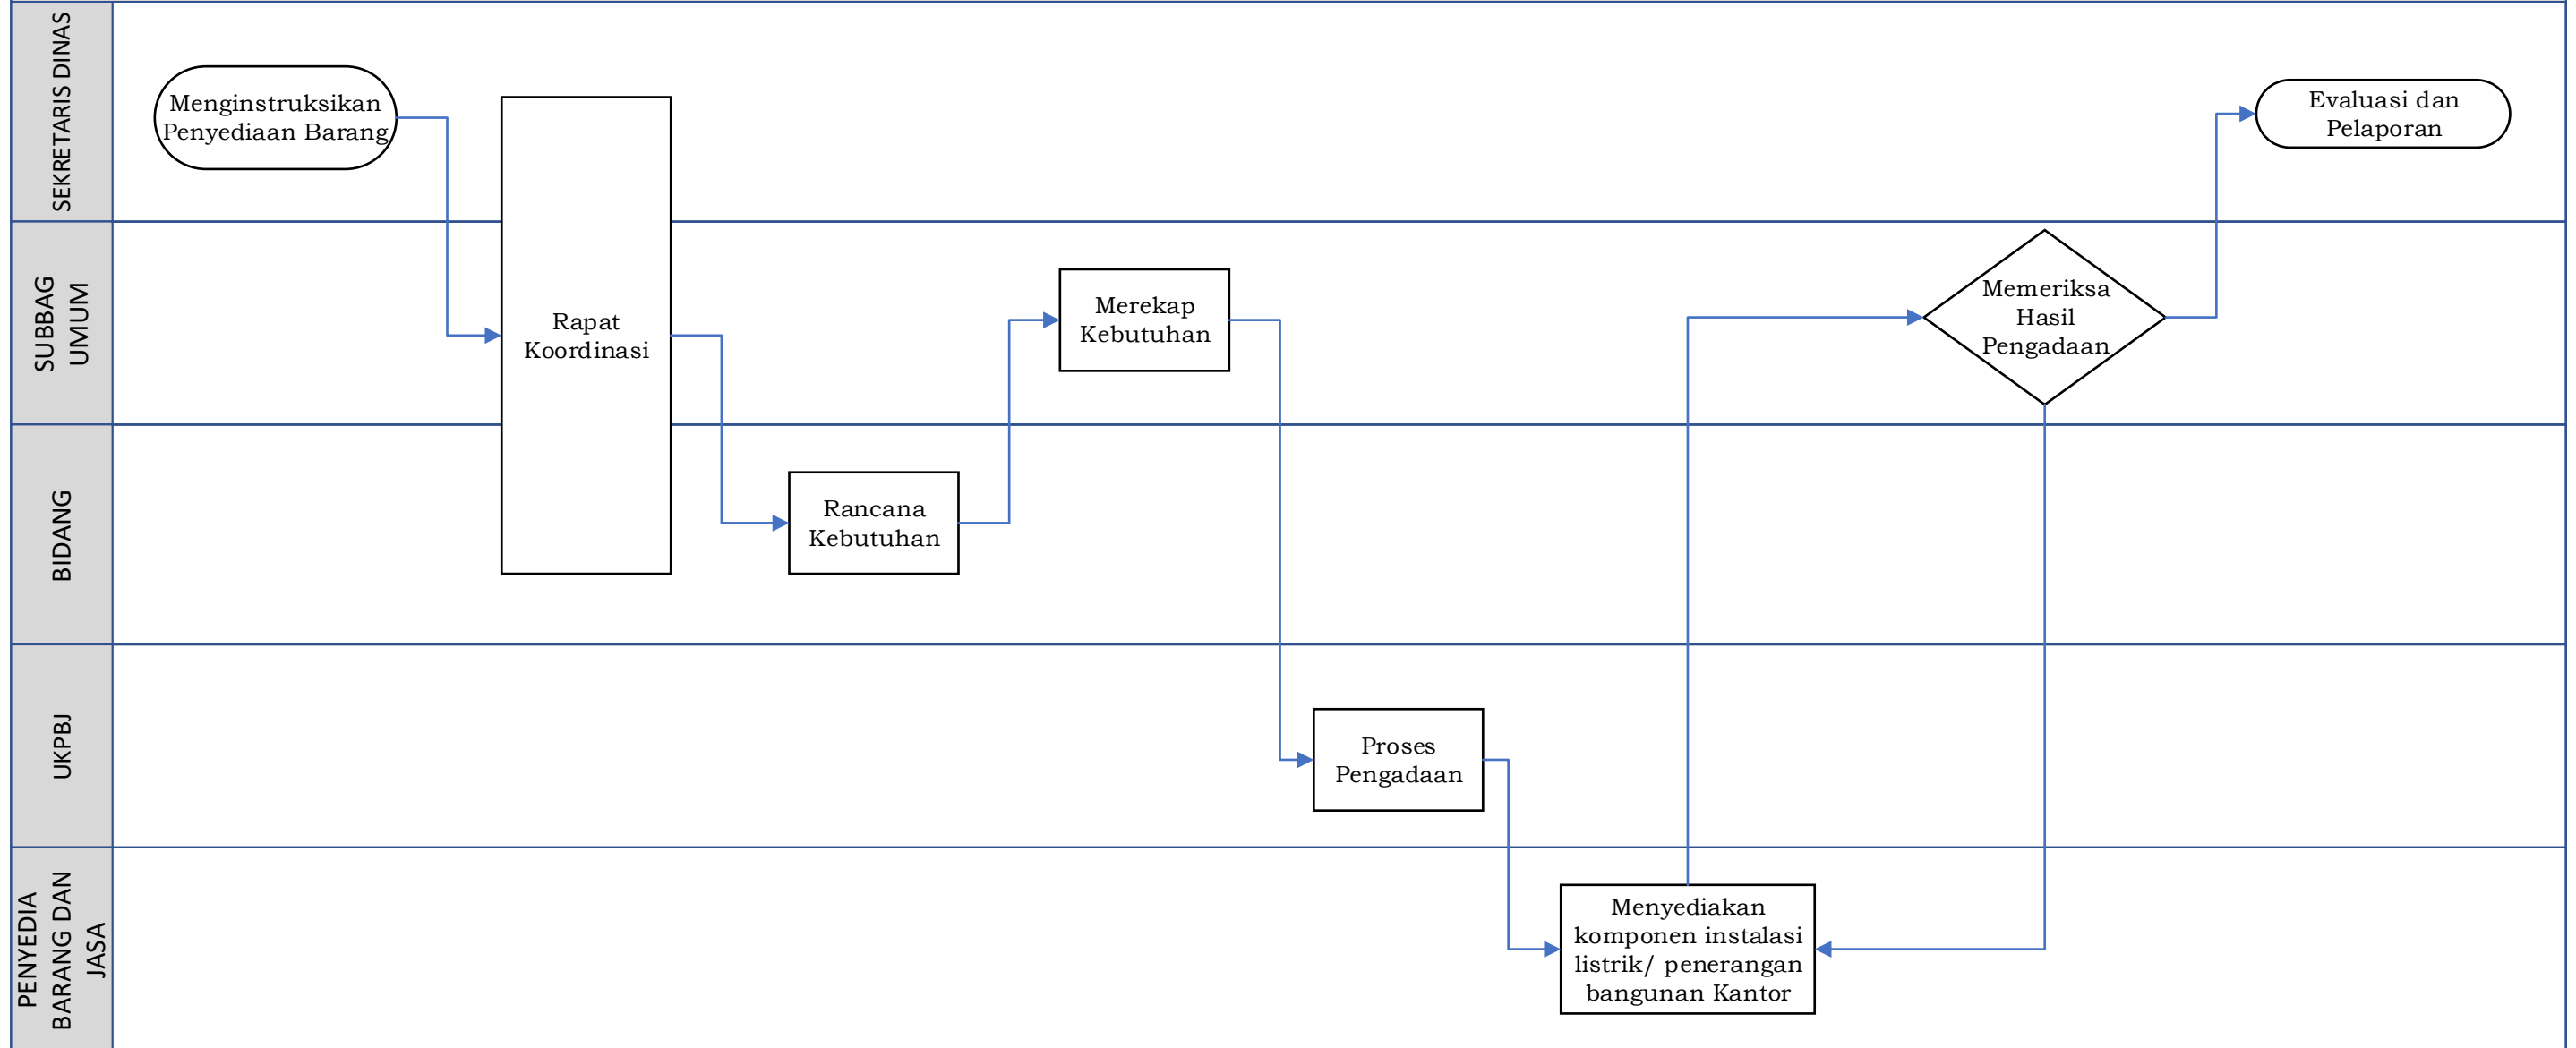 SEKRETARIS DINAS
Menginstruksikan
Penyediaan Barang
Evaluasi dan
Pelaporan
SUBBAG
UMUM
Rapat
Koordinasi
Merekap
Kebutuhan
Memeriksa
Hasil
Pengadaan
BIDANG
Rancana
Kebutuhan
UKPBJ
Proses
Pengadaan
PENYEDIA
BARANG DAN
JASA
Menyediakan
komponen instalasi
listrik/ penerangan
bangunan Kantor